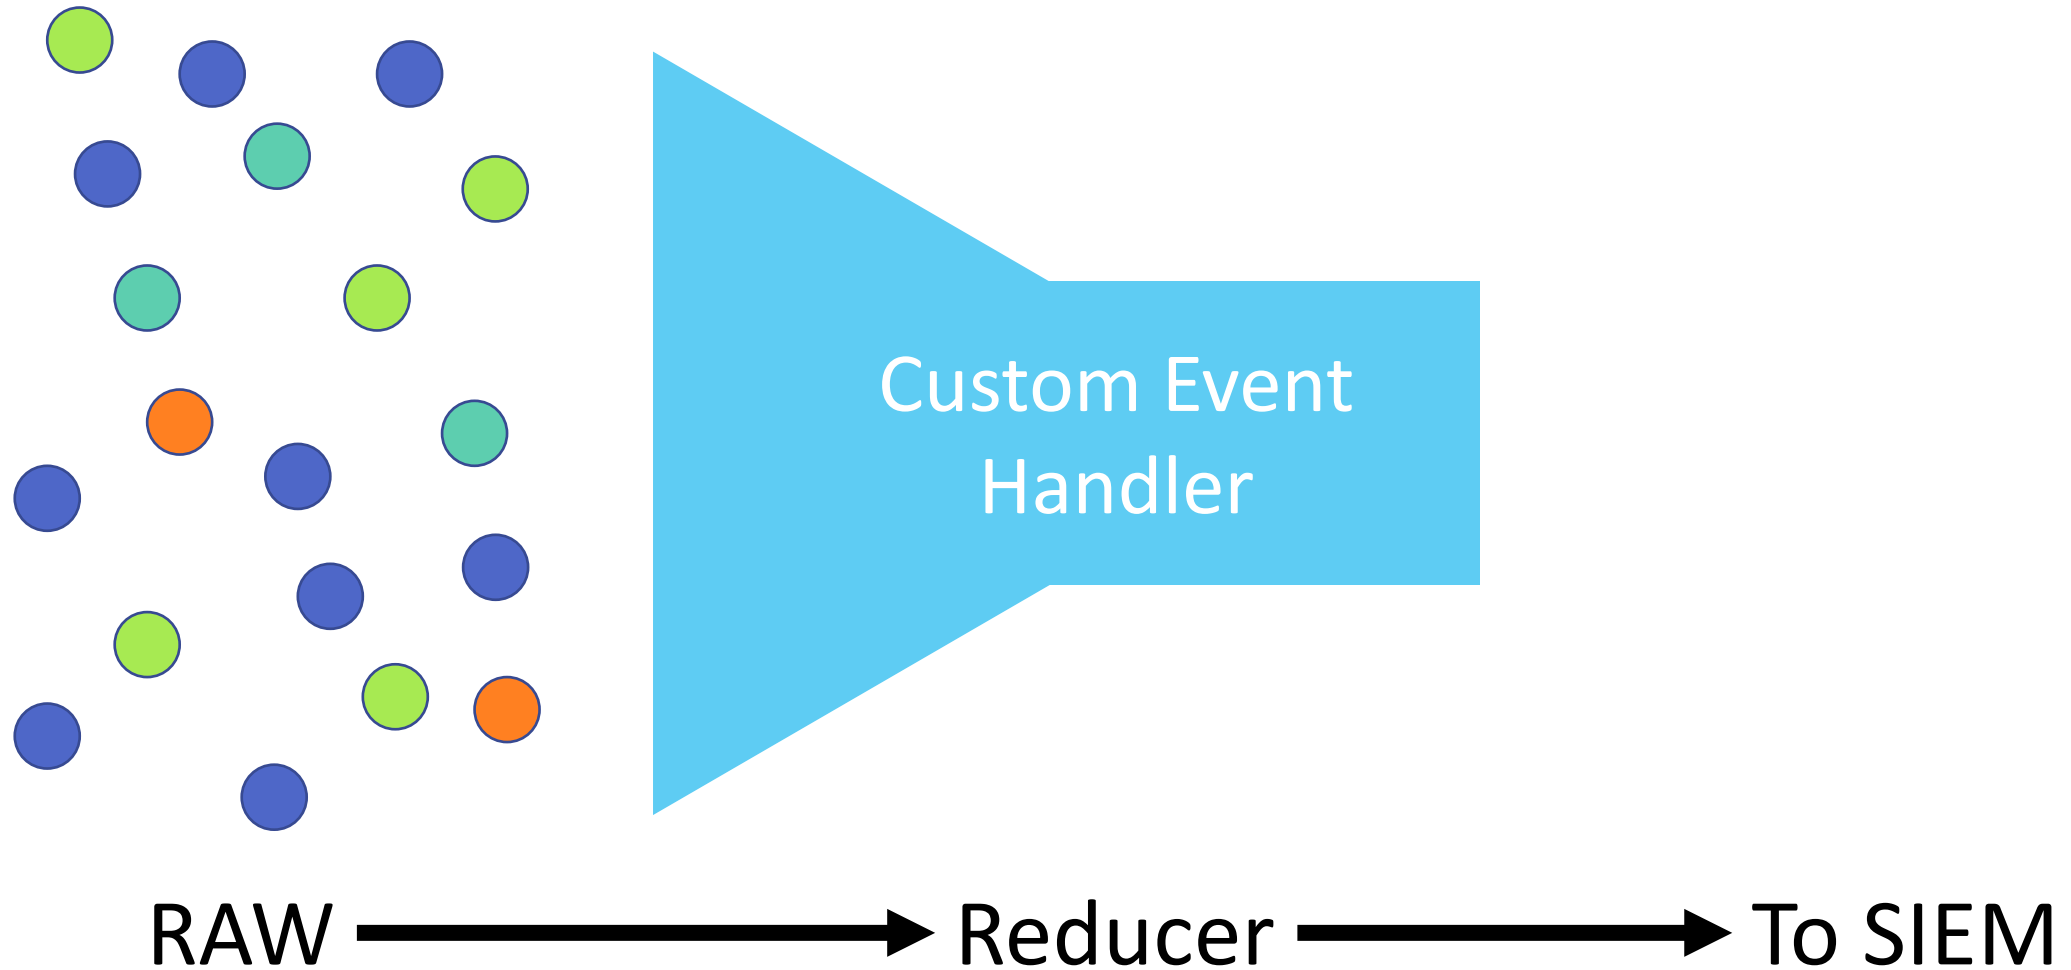 Custom Event
Handler
RAW
Reducer
To SIEM